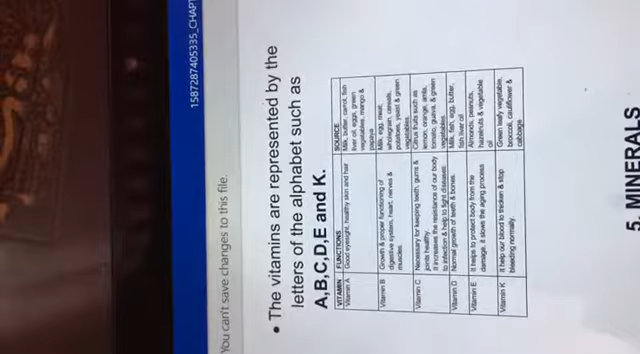 1587287405335_CHAPT
You can't save changes to this file.
• The vitamins are represented by the
letters of the alphabet such as
A,B,C,D,E and K.
VITAMIN FUNCTIONS SOURCE
Vitamin A Good eyesight, healthy skin and hair Milk, butter, carrot, fish
liver oil, eggs, green
vegetables, mango &
papaya
Vitamin B Growth & proper functioning of Milk, egg, meat,
digestive system, heart, nerves & wholegrain, cereals,
muscles. potatoes, yeast & green
vegetables.
Vitamin C Necessary for keeping teeth, gums & Citrus fruits such as
joints healthy. lemon, orange, amla,
It increases the resistance of our body tomato, guava, & green
to infection & help to fight diseases vegetables.
Vitamin D Normal growth of teeth & bones. Milk, fish, egg, butter,
fish liver oil.
Vitamin E It helps to protect body from the Almonds, peanuts,
damage, it slows the aging process hazelnuts & vegetable
oil
Vitamin K It help our blood to thicken & stop Green leafy vegetable,
bleeding normally. broccoli, cauliflower &
cabbage
5. MINERALS